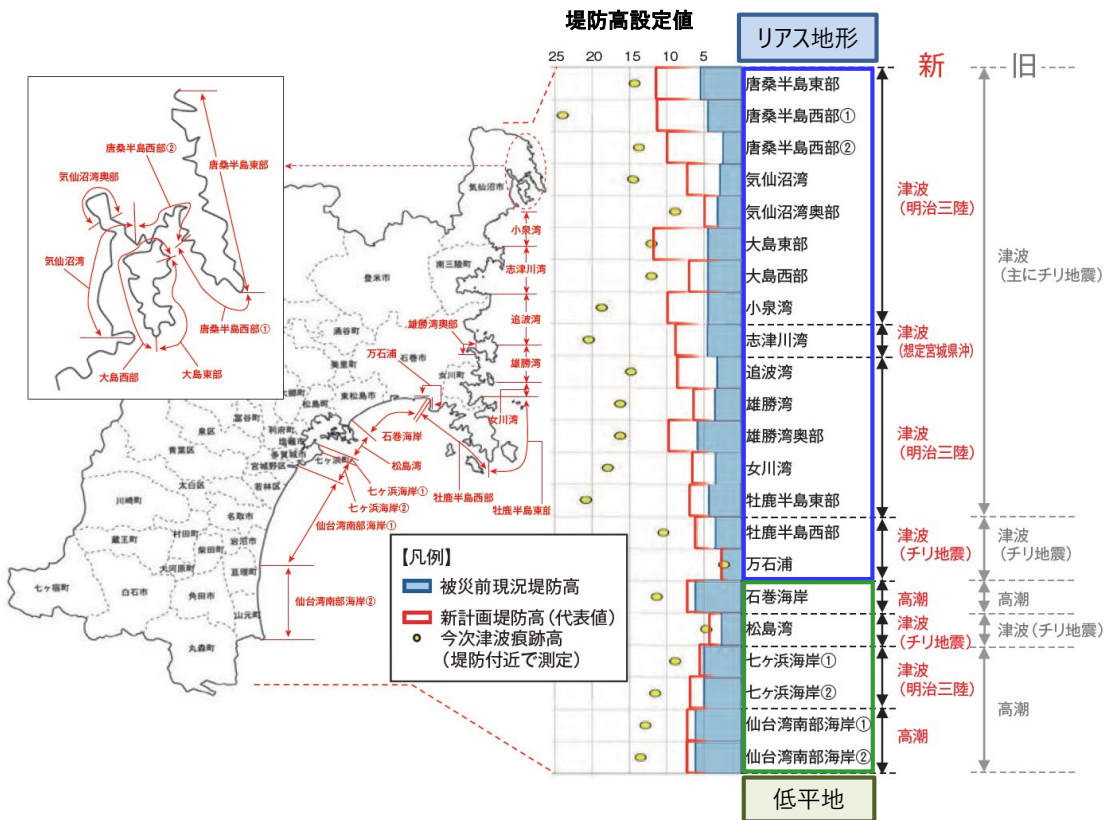 堤防高設定値
リアス地形
25 20 15 10 5
新
旧
唐桑半島東部
唐桑半島西部①
唐桑半島西部②
気仙沼湾
気仙沼湾奥部
大島東部
大島西部
小泉湾
志津川湾
追波湾
雄勝湾
雄勝湾奥部
女川湾
牡鹿半島東部
牡鹿半島西部
万石浦
石巻海岸
松島湾
七ヶ浜海岸①
七ヶ浜海岸②
仙台湾南部海岸①
仙台湾南部海岸②
低平地
津波
(明治三陸)
津波
(想定宮城県沖)
津波
(明治三陸)
津波
(チリ地震)
高潮
津波
(チリ地震)
津波
(明治三陸)
高潮
津波
(主にチリ地震)
津波
(チリ地震)
高潮
津波(チリ地震)
高潮
唐桑半島西部②
唐桑半島東部
気仙沼湾奥部
気仙沼湾
唐桑半島西部①
大島西部
大島東部
気仙沼市
小泉湾
南三陸町
志津川湾
登米市
追波湾
雄勝湾奥部
涌谷町
石巻市
雄勝湾
万石浦
美里町
女川町
東松島市
女川湾
松島町
富谷町
利府町
石巻海岸
泉区
塩竈市
多賀城市
松島湾
青葉区
七ヶ浜町
宮城野区
牡鹿半島西部
七ヶ浜海岸①
太白区
若林区
七ヶ浜海岸②
牡鹿半島東部
川崎町
名取市
仙台湾南部海岸①
村田町
岩沼市
蔵王町
柴田町
大河原町
亘理町
七ヶ宿町
白石市
角田市
仙台湾南部海岸②
山元町
丸森町
【凡例】
被災前現況堤防高
新計画堤防高(代表値)
今次津波痕跡高
(堤防付近で測定)